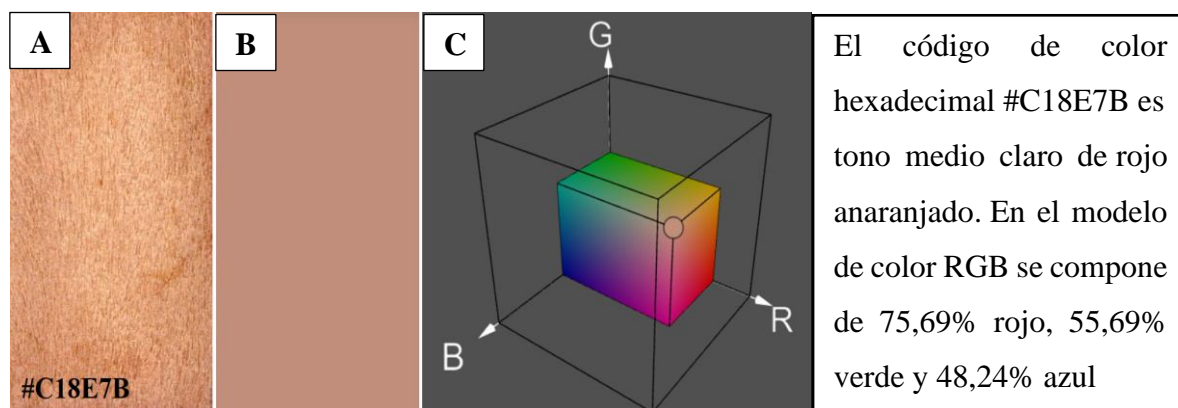 A
B
C
#C18E7B
G
R
B
El código de color
hexadecimal #C18E7B es
tono medio claro de rojo
anaranjado. En el modelo
de color RGB se compone
de 75,69% rojo, 55,69%
verde y 48,24% azul